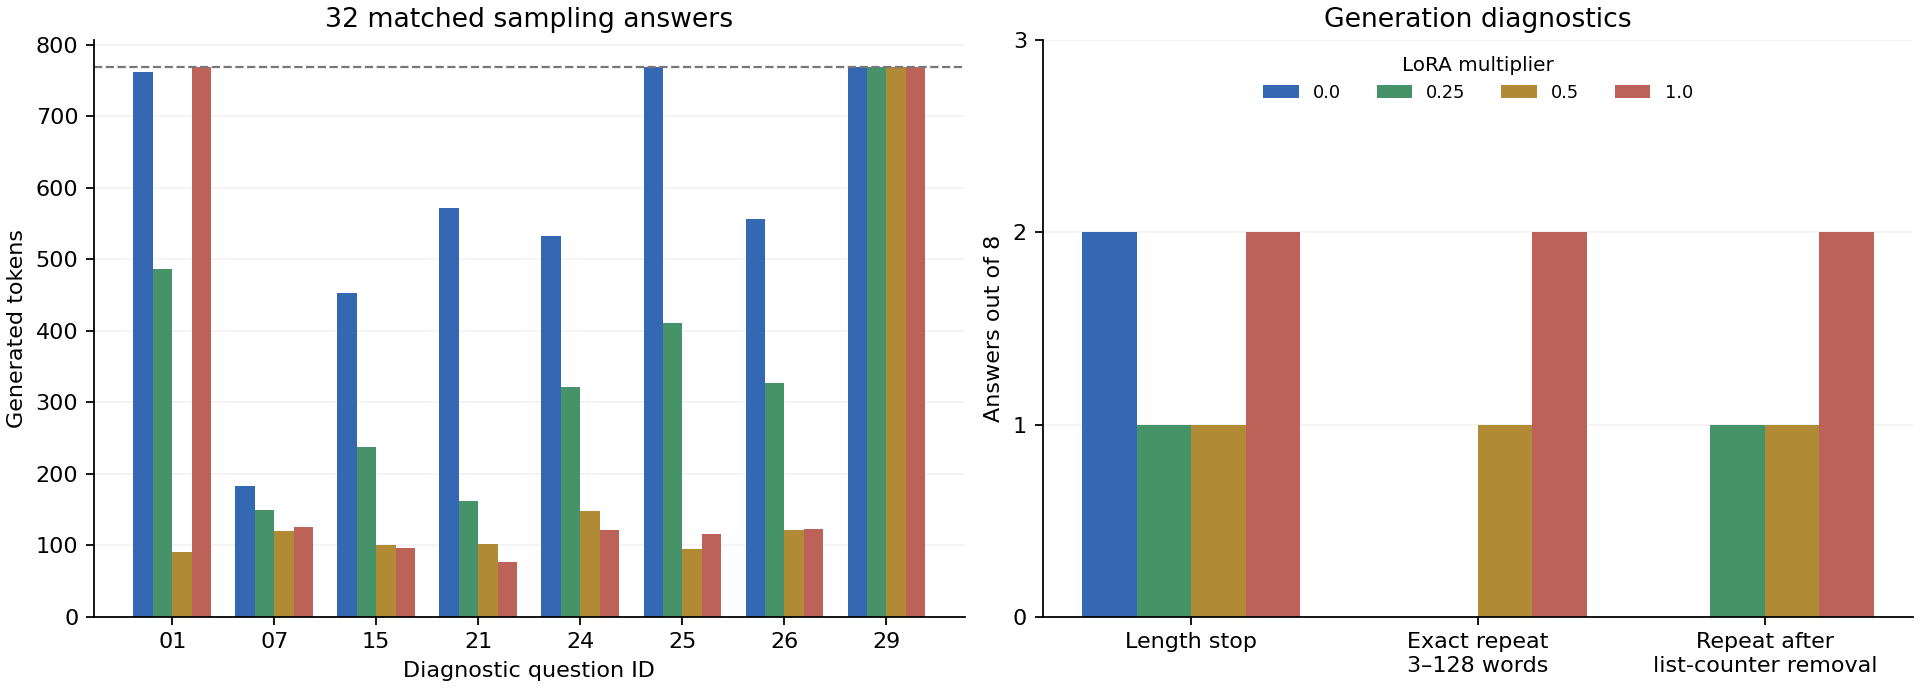 32 matched sampling answers
Generated tokens
800
700
600
500
400
300
200
100
0
01 07 15 21 24 25 26 29
Diagnostic question ID
Generation diagnostics
LoRA multiplier
0.0 0.25 0.5 1.0
Answers out of 8
3
2
1
0
Length stop
Exact repeat
3–128 words
Repeat after
list-counter removal